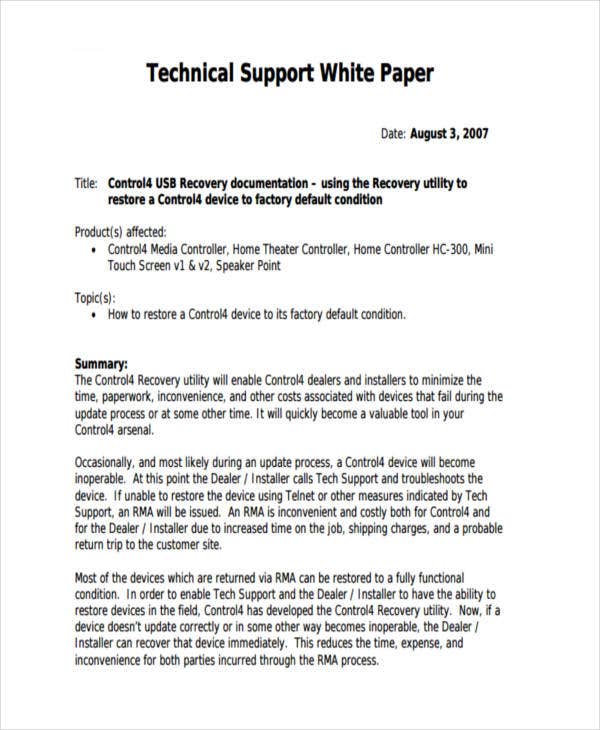 Technical Support White Paper
Date: August 3, 2007
Title: Control4 USB Recovery documentation – using the Recovery utility to
restore a Control4 device to factory default condition
Product(s) affected:
• Control4 Media Controller, Home Theater Controller, Home Controller HC-300, Mini
Touch Screen v1 & v2, Speaker Point
Topic(s):
• How to restore a Control4 device to its factory default condition.
Summary:
The Control4 Recovery utility will enable Control4 dealers and installers to minimize the
time, paperwork, inconvenience, and other costs associated with devices that fail during the
update process or at some other time. It will quickly become a valuable tool in your
Control4 arsenal.
Occasionally, and most likely during an update process, a Control4 device will become
inoperable. At this point the Dealer / Installer calls Tech Support and troubleshoots the
device. If unable to restore the device using Telnet or other measures indicated by Tech
Support, an RMA will be issued. An RMA is inconvenient and costly both for Control4 and
for the Dealer / Installer due to increased time on the job, shipping charges, and a probable
return trip to the customer site.
Most of the devices which are returned via RMA can be restored to a fully functional
condition. In order to enable Tech Support and the Dealer / Installer to have the ability to
restore devices in the field, Control4 has developed the Control4 Recovery utility. Now, if a
device doesn't update correctly or in some other way becomes inoperable, the Dealer /
Installer can recover that device immediately. This reduces the time, expense, and
inconvenience for both parties incurred through the RMA process.